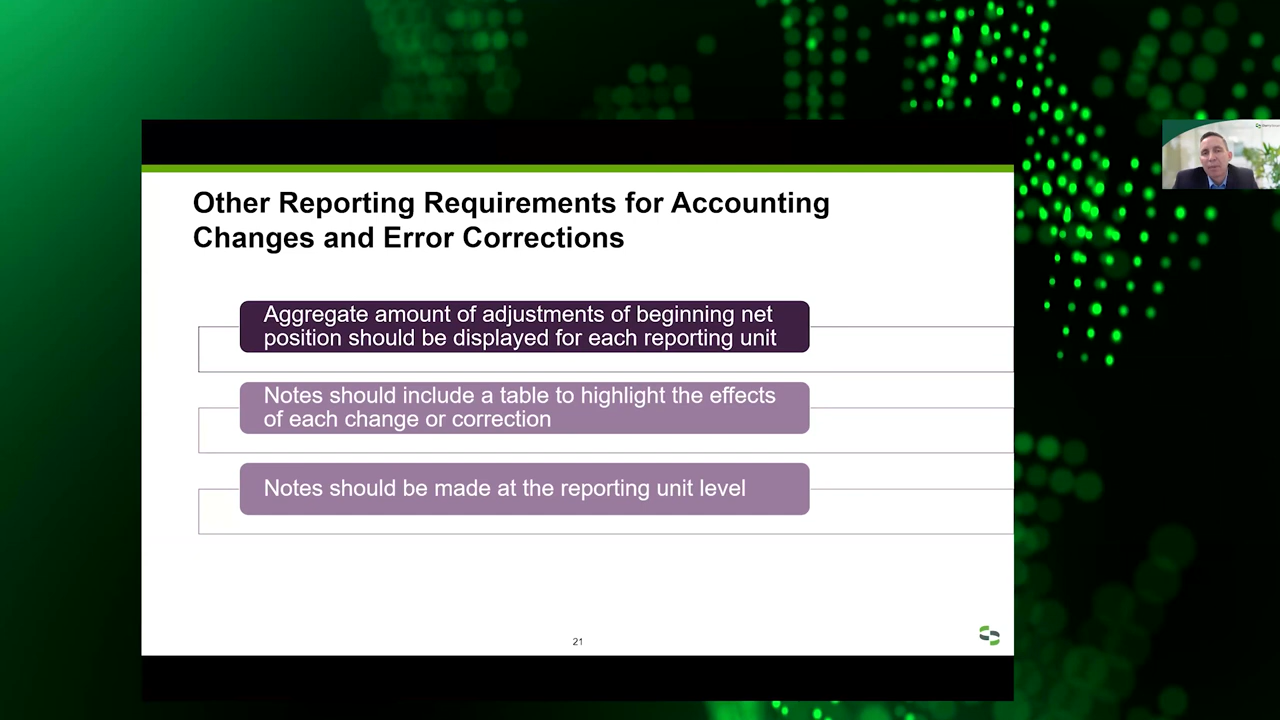 Other Reporting Requirements for Accounting
Changes and Error Corrections
Aggregate amount of adjustments of beginning net
position should be displayed for each reporting unit
Notes should include a table to highlight the effects
of each change or correction
Notes should be made at the reporting unit level
21